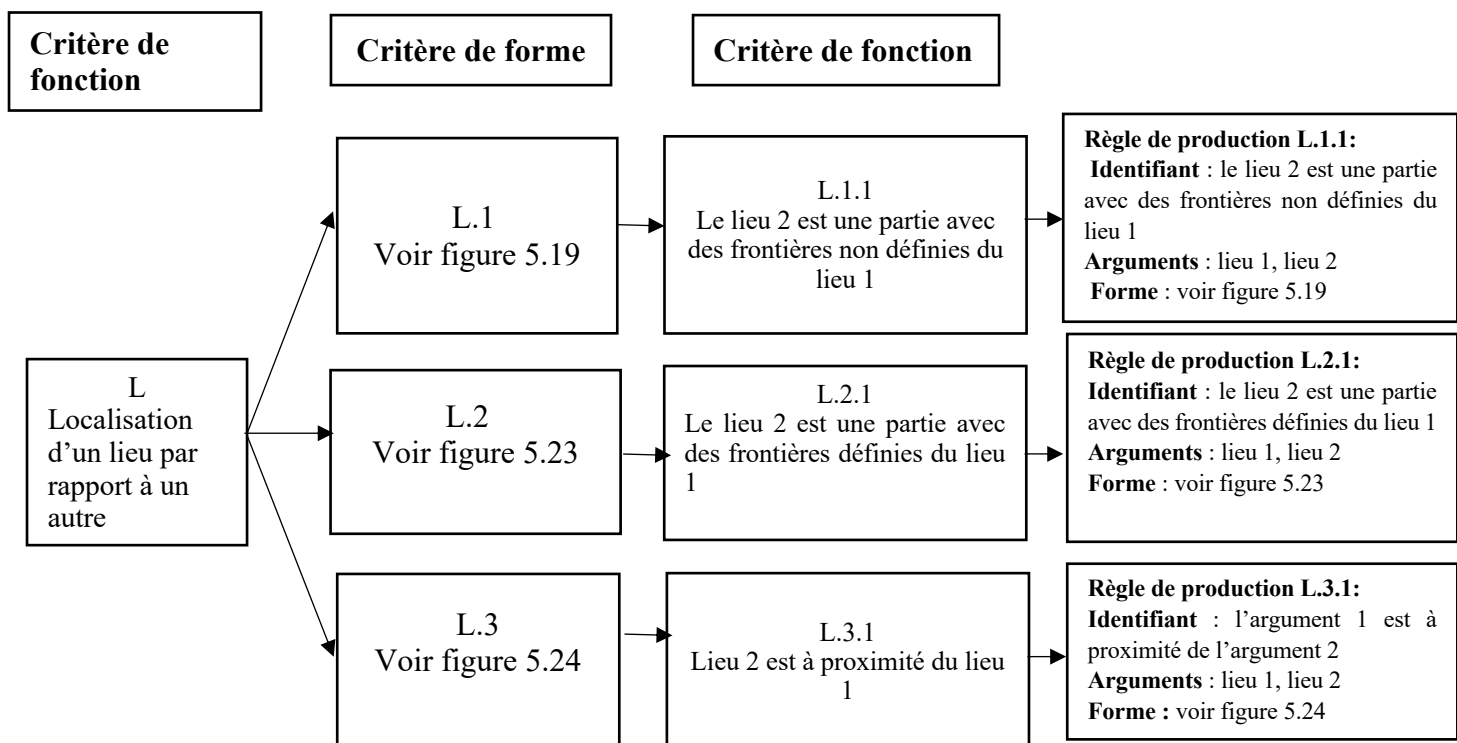 Critère de
fonction
Critère de forme
Critère de fonction
L
Localisation
d’un lieu par
rapport à un
autre
L.1
Voir figure 5.19
L.1.1
Le lieu 2 est une partie avec
des frontières non définies du
lieu 1
Règle de production L.1.1:
Identifiant : le lieu 2 est une partie
avec des frontières non définies du
lieu 1
Arguments : lieu 1, lieu 2
Forme : voir figure 5.19
L.2
Voir figure 5.23
L.2.1
Le lieu 2 est une partie avec
des frontières définies du lieu
1
Règle de production L.2.1:
Identifiant : le lieu 2 est une partie
avec des frontières définies du lieu 1
Arguments : lieu 1, lieu 2
Forme : voir figure 5.23
L.3
Voir figure 5.24
L.3.1
Lieu 2 est à proximité du lieu
1
Règle de production L.3.1:
Identifiant : l’argument 1 est à
proximité de l’argument 2
Arguments : lieu 1, lieu 2
Forme : voir figure 5.24